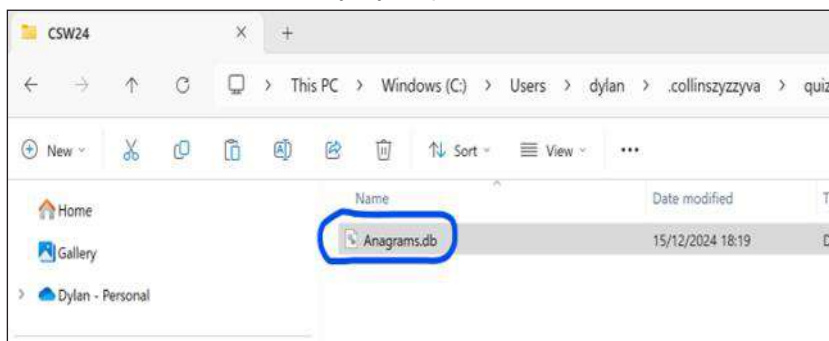 CSW24
This PC > Windows (C:) > Users > dylan > .collinszyzzyva >
New Sort View ...
Name Date modified
Home
Anagrams.db 15/12/2024 18:19
Gallery
Dylan - Personal